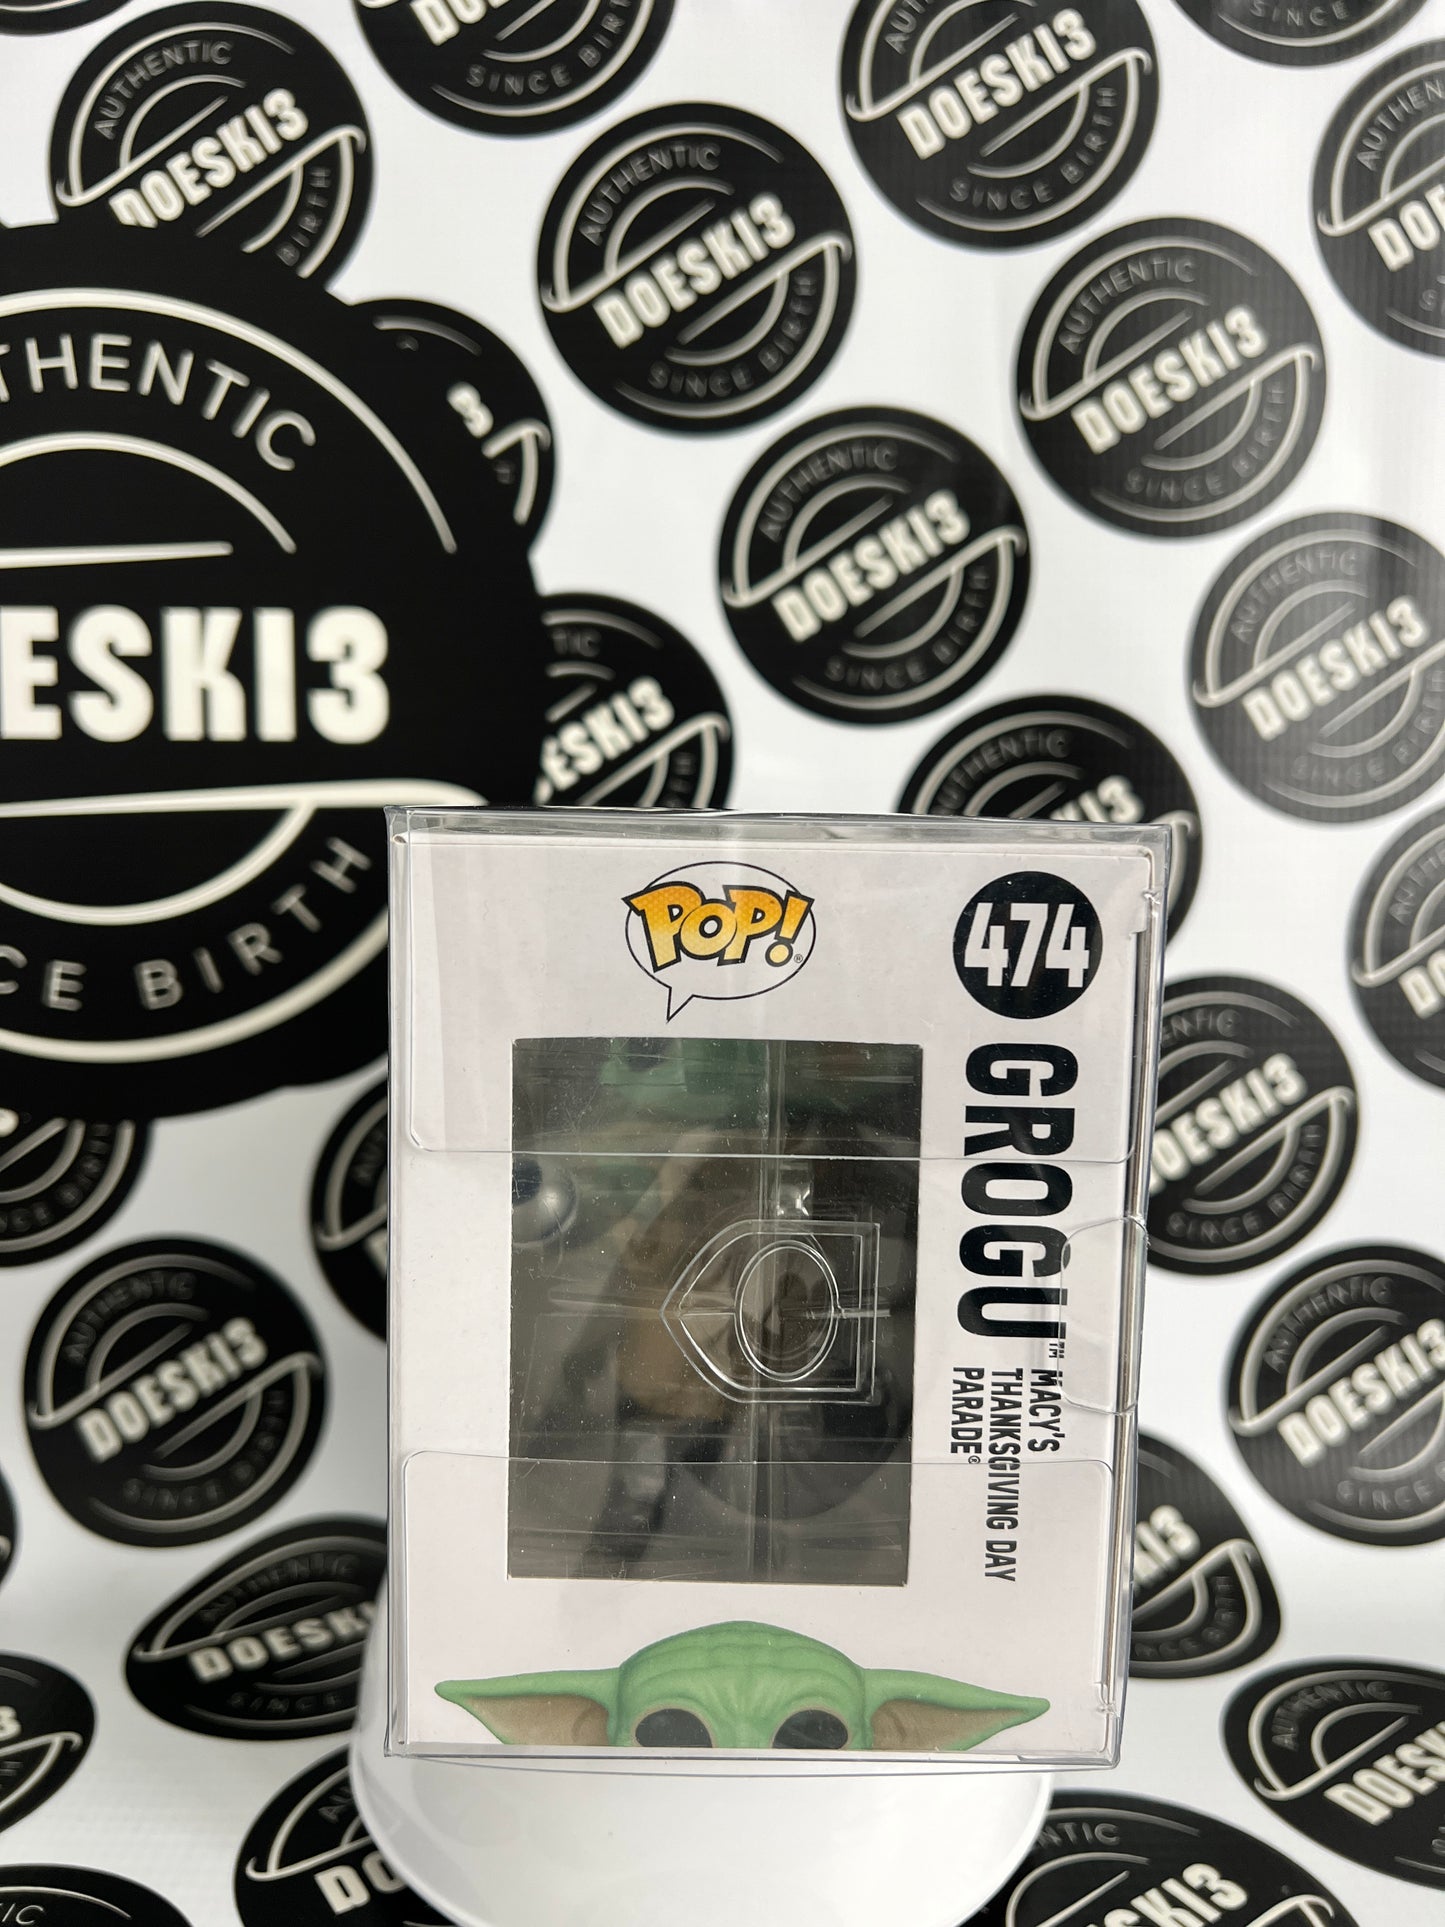 AUTHENTIC
DOESKI3
SINCE BIRTH
POP!®
474
GROGU™
MACY'S
THANKSGIVING DAY
PARADE®